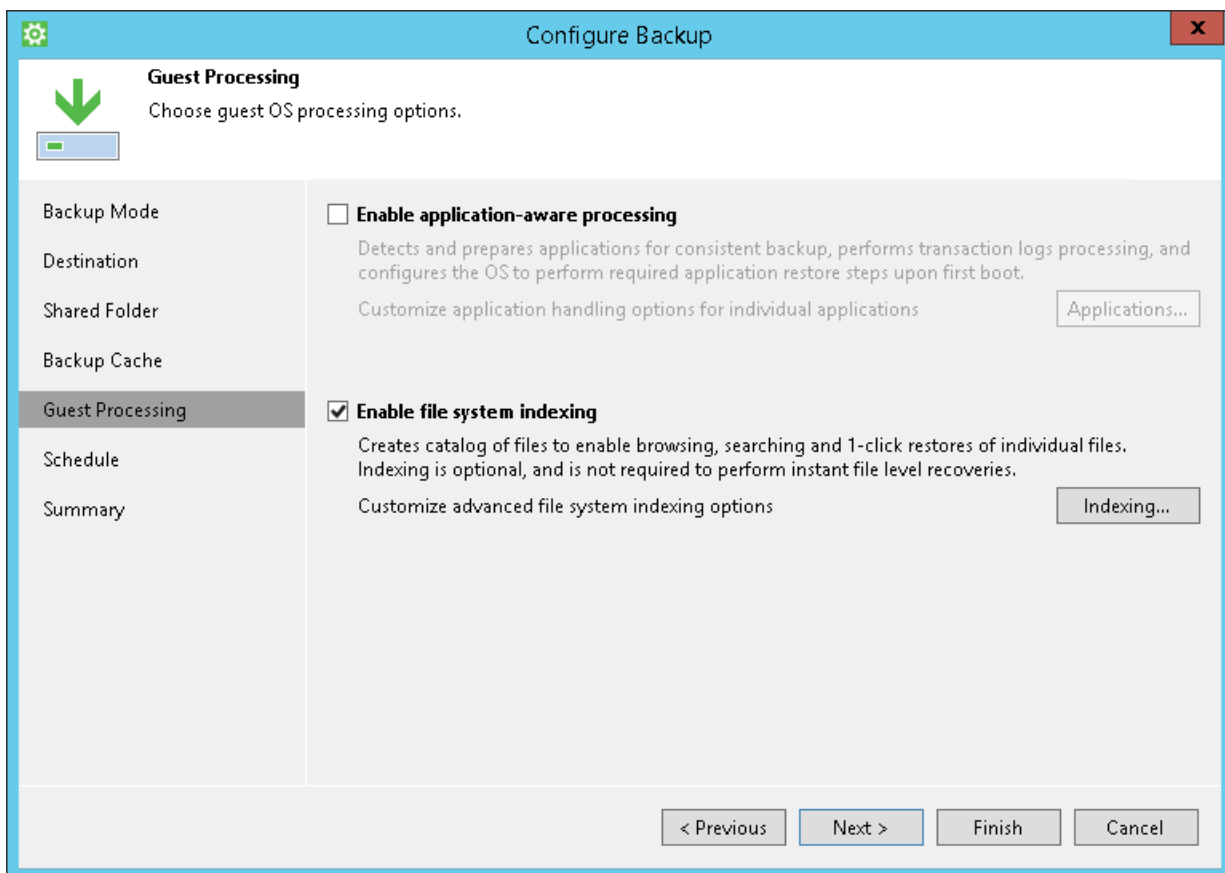 Configure Backup
x
Guest Processing
Choose guest OS processing options.
Backup Mode
Destination
Shared Folder
Backup Cache
Guest Processing
Schedule
Summary
Enable application-aware processing
Detects and prepares applications for consistent backup, performs transaction logs processing, and
configures the OS to perform required application restore steps upon first boot.
Customize application handling options for individual applications
Applications...
Enable file system indexing
Creates catalog of files to enable browsing, searching and 1-click restores of individual files.
Indexing is optional, and is not required to perform instant file level recoveries.
Customize advanced file system indexing options
Indexing...
< Previous
Next >
Finish
Cancel